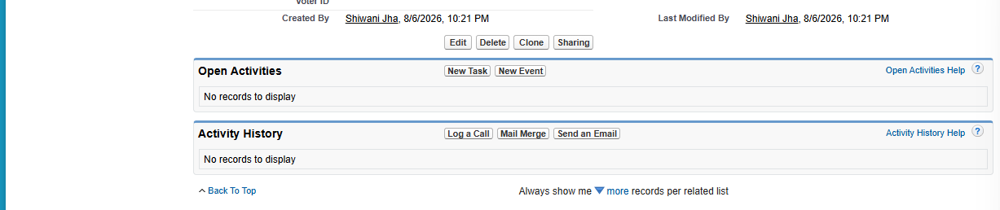 Voter ID
Created By Shiwani Jha, 8/6/2026, 10:21 PM Last Modified By Shiwani Jha, 8/6/2026, 10:21 PM
Edit Delete Clone Sharing
Open Activities New Task New Event Open Activities Help ?
No records to display
Activity History Log a Call Mail Merge Send an Email Activity History Help ?
No records to display
Back To Top Always show me more records per related list